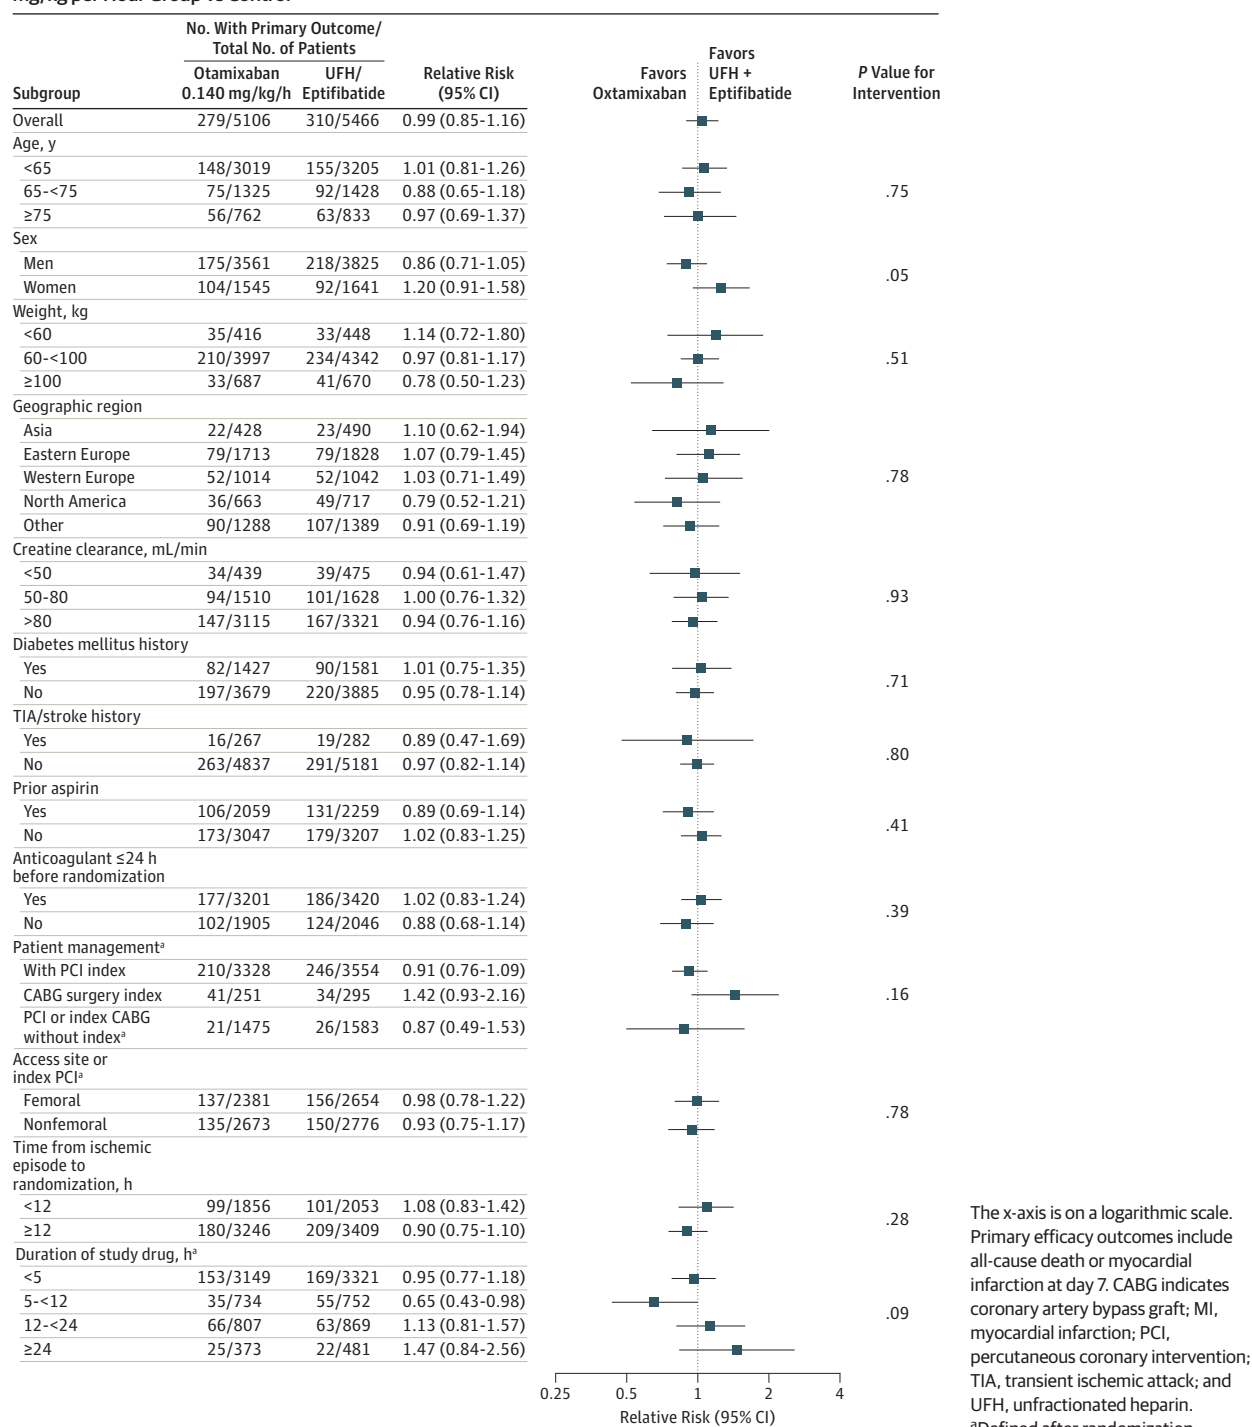 mg/kg per Hour Group vs Control
No. With Primary Outcome/
Total No. of Patients
Subgroup Otamixaban 0.140 mg/kg/h UFH/ Eptifibatide Relative Risk (95% CI) Favors Oxtamixaban Favors UFH + Eptifibatide P Value for Intervention
Overall 279/5106 310/5466 0.99 (0.85-1.16)
Age, y
<65 148/3019 155/3205 1.01 (0.81-1.26)
65-<75 75/1325 92/1428 0.88 (0.65-1.18) .75
≥75 56/762 63/833 0.97 (0.69-1.37)
Sex
Men 175/3561 218/3825 0.86 (0.71-1.05)
.05
Women 104/1545 92/1641 1.20 (0.91-1.58)
Weight, kg
<60 35/416 33/448 1.14 (0.72-1.80)
60-<100 210/3997 234/4342 0.97 (0.81-1.17) .51
≥100 33/687 41/670 0.78 (0.50-1.23)
Geographic region
Asia 22/428 23/490 1.10 (0.62-1.94)
Eastern Europe 79/1713 79/1828 1.07 (0.79-1.45)
Western Europe 52/1014 52/1042 1.03 (0.71-1.49) .78
North America 36/663 49/717 0.79 (0.52-1.21)
Other 90/1288 107/1389 0.91 (0.69-1.19)
Creatine clearance, mL/min
<50 34/439 39/475 0.94 (0.61-1.47)
50-80 94/1510 101/1628 1.00 (0.76-1.32) .93
>80 147/3115 167/3321 0.94 (0.76-1.16)
Diabetes mellitus history
Yes 82/1427 90/1581 1.01 (0.75-1.35)
.71
No 197/3679 220/3885 0.95 (0.78-1.14)
TIA/stroke history
Yes 16/267 19/282 0.89 (0.47-1.69)
.80
No 263/4837 291/5181 0.97 (0.82-1.14)
Prior aspirin
Yes 106/2059 131/2259 0.89 (0.69-1.14)
.41
No 173/3047 179/3207 1.02 (0.83-1.25)
Anticoagulant ≤24 h
before randomization
Yes 177/3201 186/3420 1.02 (0.83-1.24)
.39
No 102/1905 124/2046 0.88 (0.68-1.14)
Patient managementᵃ
With PCI index 210/3328 246/3554 0.91 (0.76-1.09)
CABG surgery index 41/251 34/295 1.42 (0.93-2.16) .16
PCI or index CABG
without indexᵃ 21/1475 26/1583 0.87 (0.49-1.53)
Access site or
index PCIᵃ
Femoral 137/2381 156/2654 0.98 (0.78-1.22)
.78
Nonfemoral 135/2673 150/2776 0.93 (0.75-1.17)
Time from ischemic
episode to
randomization, h
<12 99/1856 101/2053 1.08 (0.83-1.42)
.28
≥12 180/3246 209/3409 0.90 (0.75-1.10)
Duration of study drug, hᵃ
<5 153/3149 169/3321 0.95 (0.77-1.18)
5-<12 35/734 55/752 0.65 (0.43-0.98)
.09
12-<24 66/807 63/869 1.13 (0.81-1.57)
≥24 25/373 22/481 1.47 (0.84-2.56)
0.25 0.5 1 2 4
Relative Risk (95% CI)
The x-axis is on a logarithmic scale.
Primary efficacy outcomes include
all-cause death or myocardial
infarction at day 7. CABG indicates
coronary artery bypass graft; MI,
myocardial infarction; PCI,
percutaneous coronary intervention;
TIA, transient ischemic attack; and
UFH, unfractionated heparin.
ᵃDefined after randomization